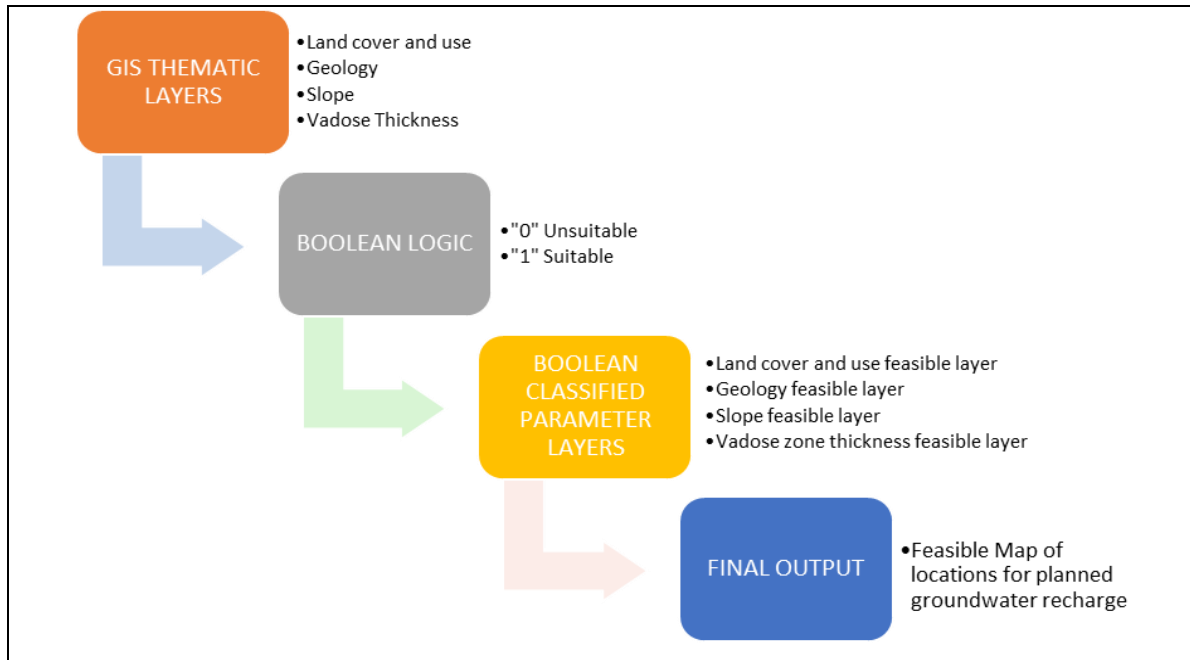 GIS THEMATIC
LAYERS
•Land cover and use
•Geology
•Slope
•Vadose Thickness
BOOLEAN LOGIC
•"0" Unsuitable
•"1" Suitable
BOOLEAN
CLASSIFIED
PARAMETER
LAYERS
•Land cover and use feasible layer
•Geology feasible layer
•Slope feasible layer
•Vadose zone thickness feasible layer
FINAL OUTPUT
•Feasible Map of
locations for planned
groundwater recharge